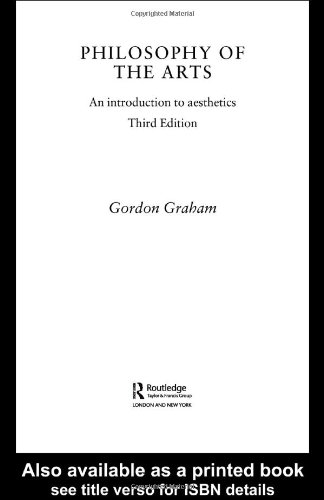 PHILOSOPHY OF
THE ARTS
An introduction to aesthetics
Third Edition
Gordon Graham
Routledge
Taylor & Francis Group
LONDON AND NEW YORK
Also available as a printed book
see title verso for ISBN details